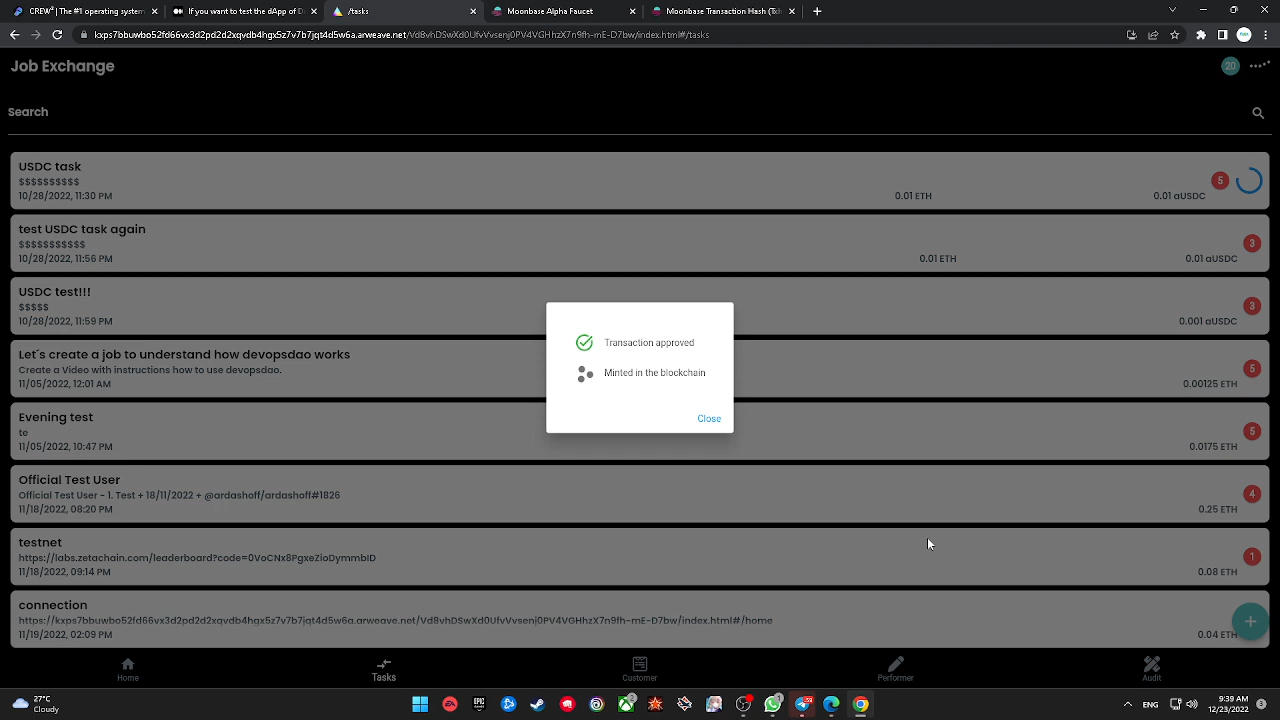 CREW³ - The #1 operating system
If you want to test the dApp of D
/tasks
Moonbase Alpha Faucet
Moonbase Transaction Hash (Txh
Job Exchange
20
Search
USDC task
$$$$$$$$$$
10/28/2022, 11:30 PM
0.01 ETH
0.01 aUSDC
5
test USDC task again
$$$$$$$$$$$
10/28/2022, 11:56 PM
0.01 ETH
0.01 aUSDC
3
USDC test!!!
$$$$$
10/28/2022, 11:59 PM
0.001 aUSDC
3
Transaction approved
Minted in the blockchain
Close
Let's create a job to understand how devopsdao works
Create a Video with instructions how to use devopsdao.
11/05/2022, 12:01 AM
0.00125 ETH
5
Evening test
te
11/05/2022, 10:47 PM
0.0175 ETH
5
Official Test User
Official Test User - 1. Test + 18/11/2022 + @ardashoff/ardashoff#1826
11/18/2022, 08:20 PM
0.25 ETH
4
testnet
https://labs.zetachain.com/leaderboard?code=0VoCNx8PgxeZioDymmbID
11/18/2022, 09:14 PM
0.08 ETH
1
connection
https://kxps7bbuwbo52fd66vx3d2pd2d2xqvdb4hgx5z7v7b7jqt4d5w6a.arweave.net/Vd8vhDSwXd0UfvVvsenj0PV4VGHhzX7n9fh-mE-D7bw/index.html#/home
11/19/2022, 02:09 PM
0.04 ETH
+
Home
Tasks
Customer
Performer
Audit
27°C
Cloudy
ENG
9:39 AM
12/23/2022